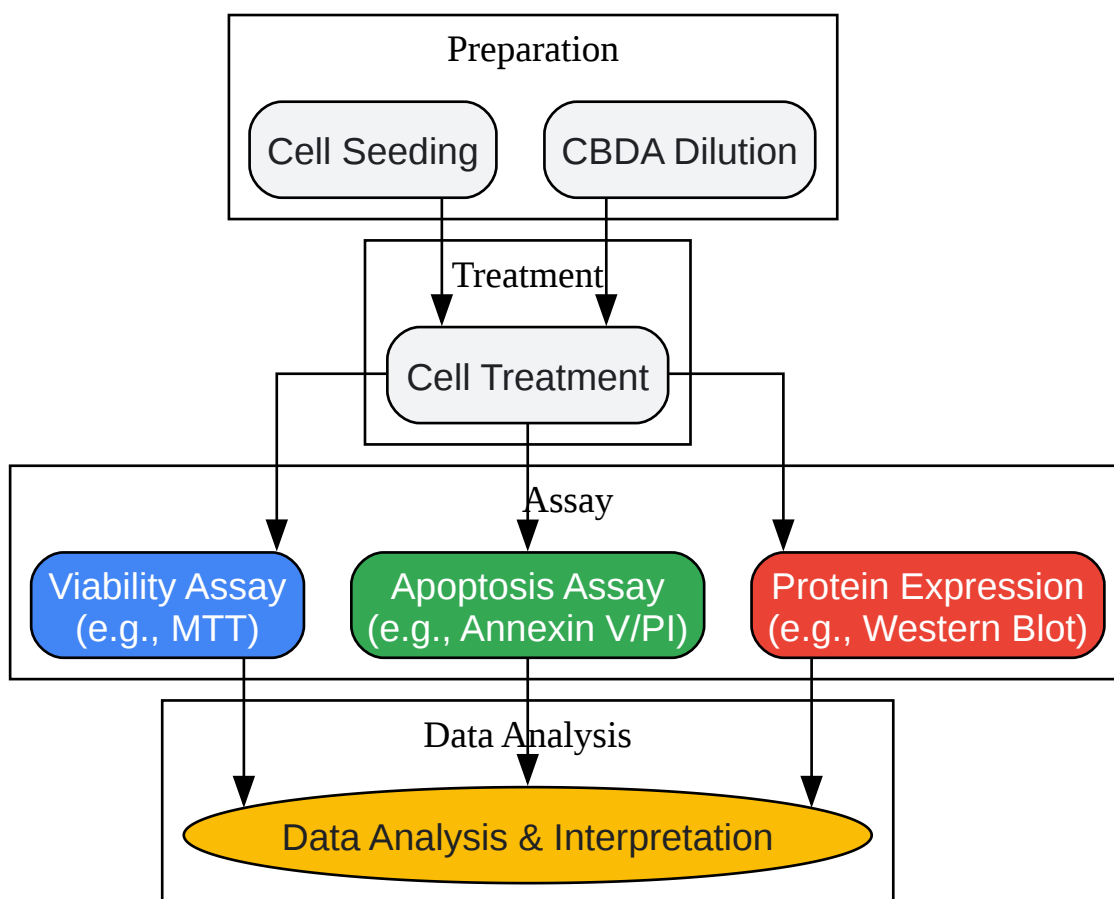 Preparation
Cell Seeding
CBDA Dilution
Treatment
Cell Treatment
Assay
Viability Assay
(e.g., MTT)
Apoptosis Assay
(e.g., Annexin V/PI)
Protein Expression
(e.g., Western Blot)
Data Analysis
Data Analysis & Interpretation